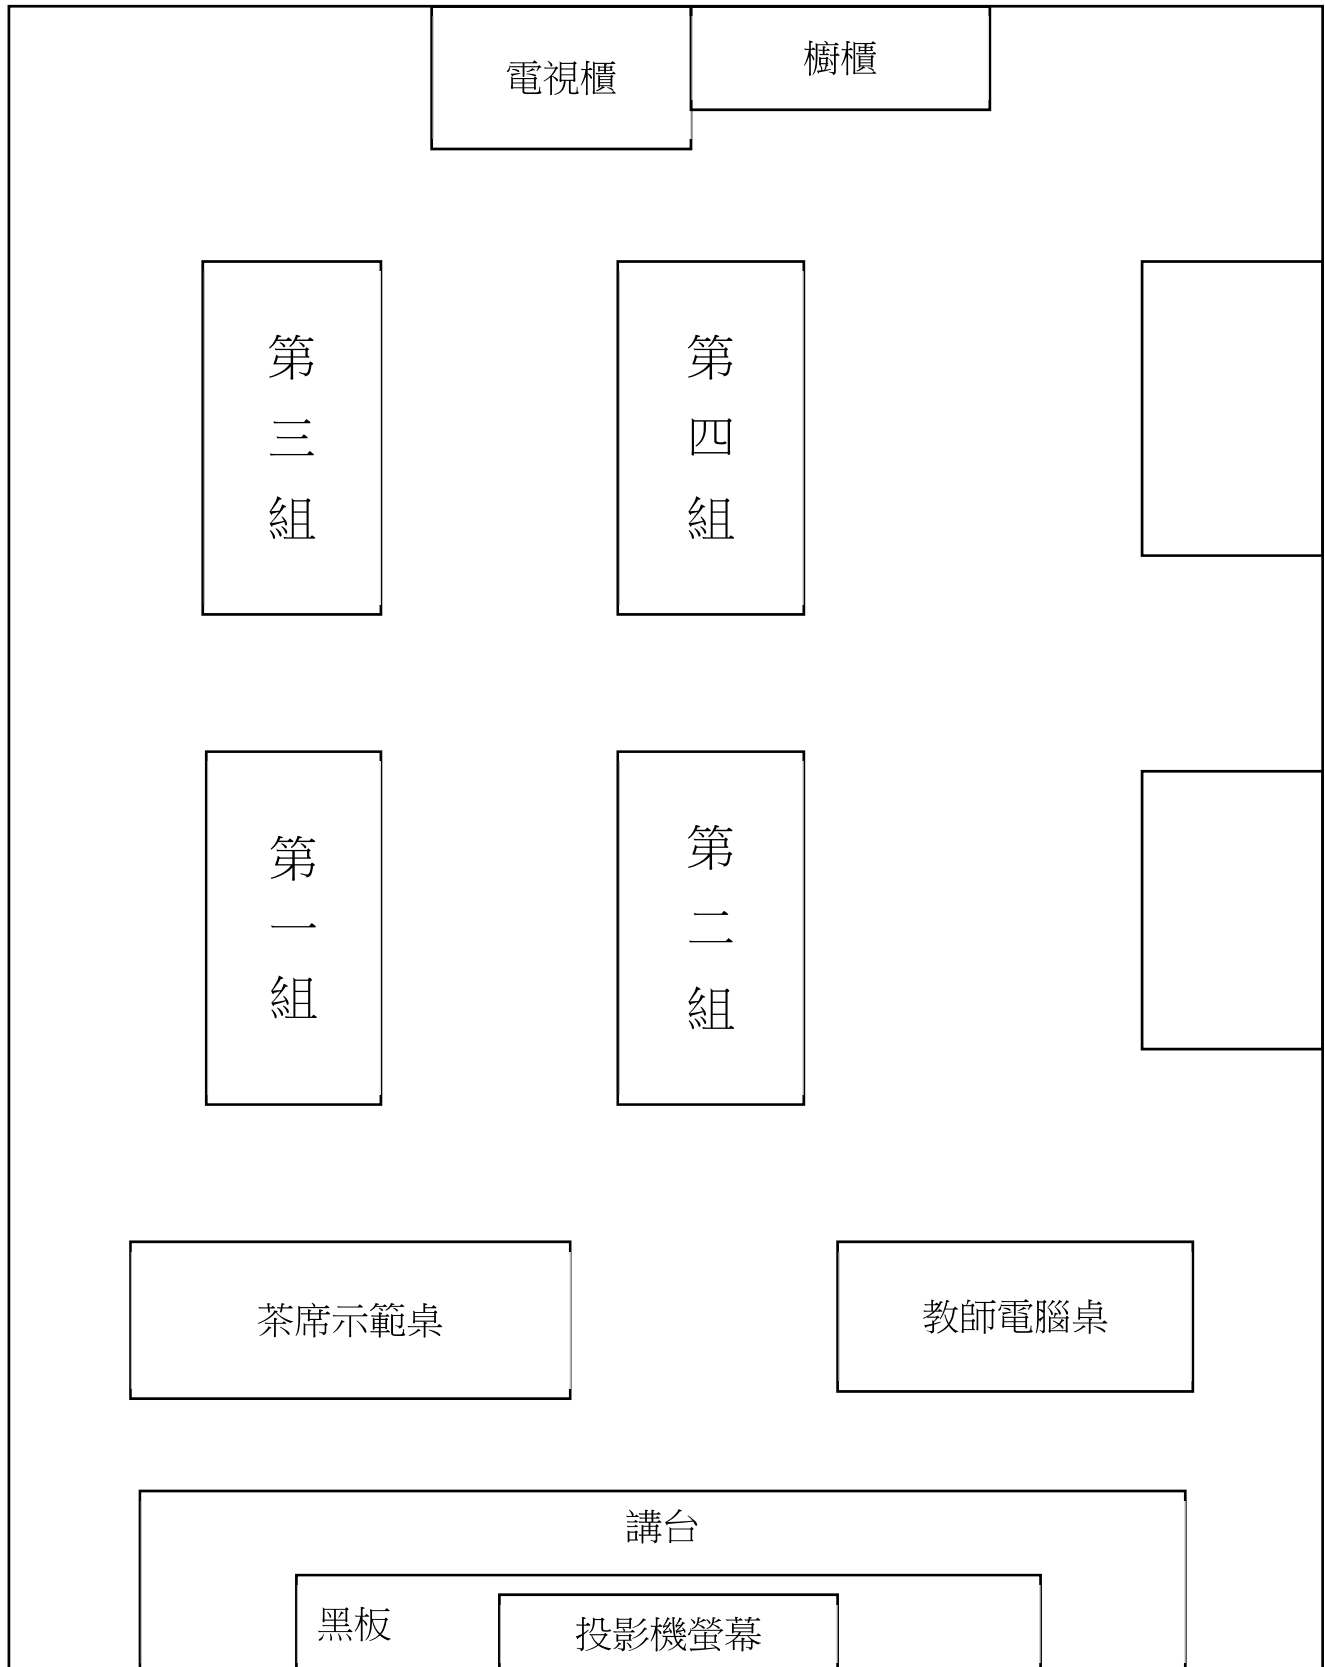 電視櫃
櫥櫃
第三組
第四組
第一組
第二組
茶席示範桌
教師電腦桌
講台
黑板
投影機螢幕